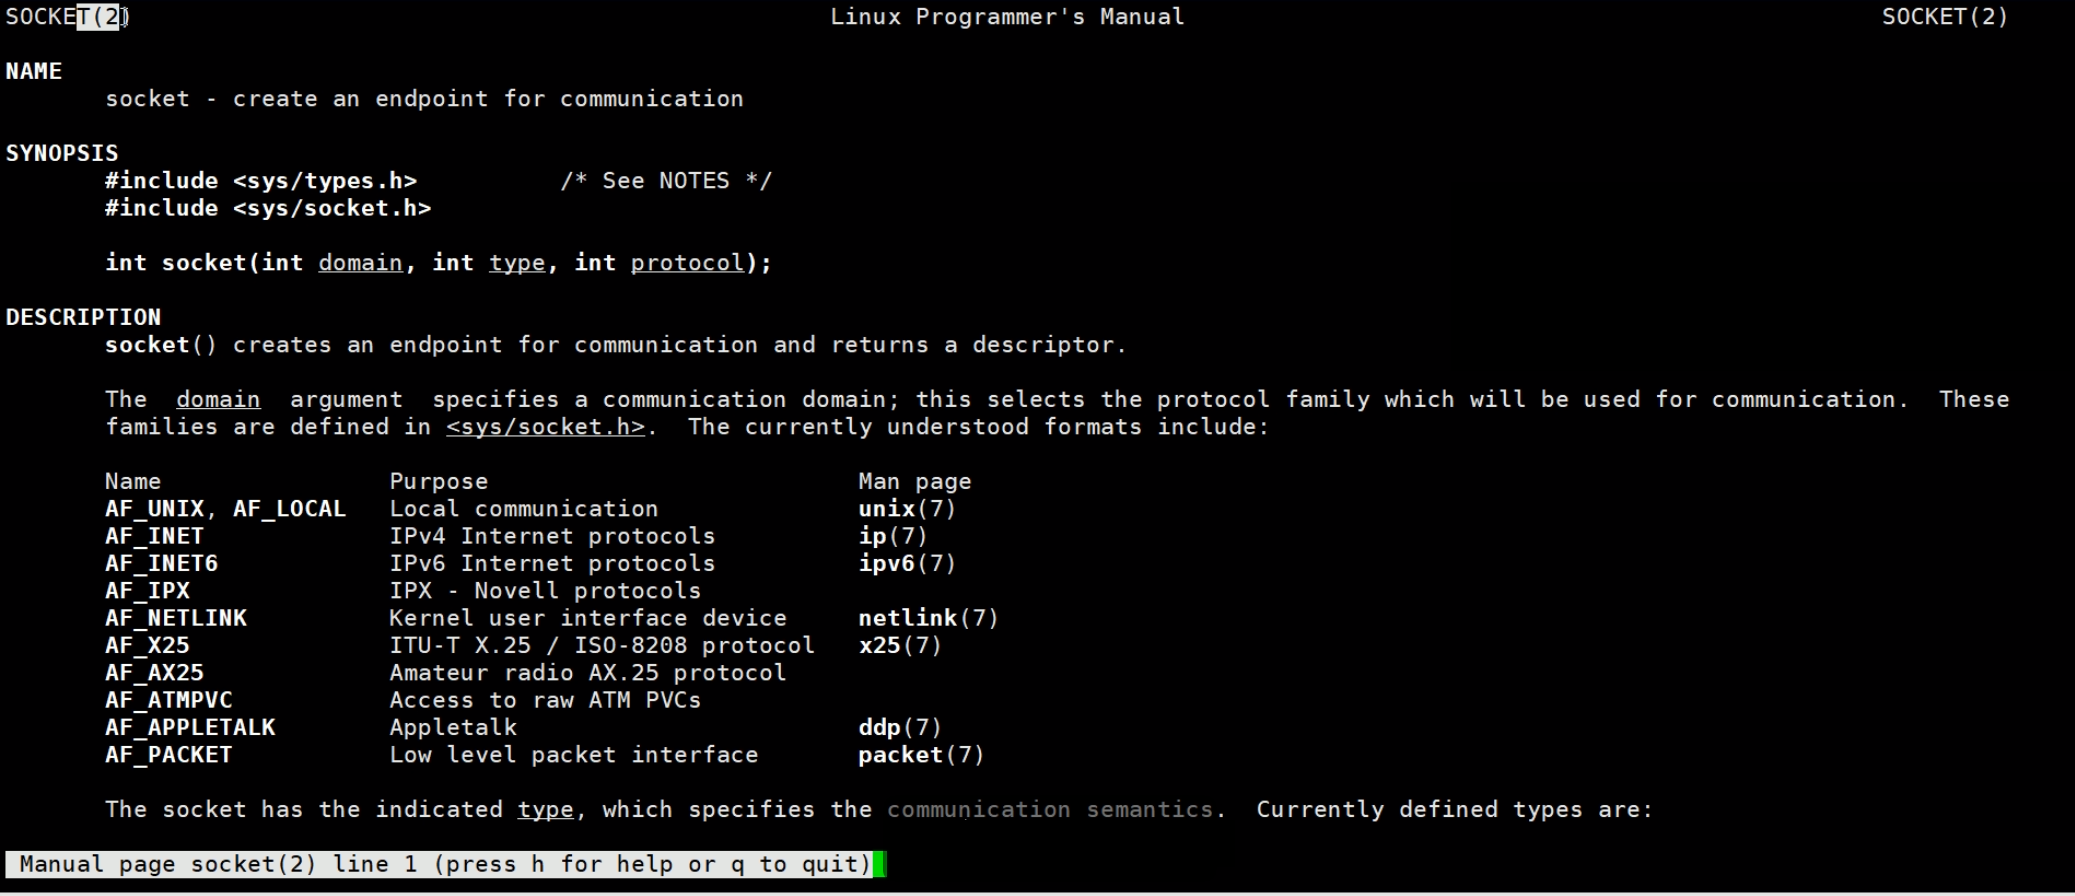 SOCKET(2)                    Linux Programmer's Manual                    SOCKET(2)
NAME
socket - create an endpoint for communication
SYNOPSIS
#include <sys/types.h>          /* See NOTES */
#include <sys/socket.h>
int socket(int domain, int type, int protocol);
DESCRIPTION
socket() creates an endpoint for communication and returns a descriptor.
The  domain  argument  specifies a communication domain; this selects the protocol family which will be used for communication.  These
families are defined in <sys/socket.h>.  The currently understood formats include:
Name                Purpose                          Man page
AF_UNIX, AF_LOCAL   Local communication              unix(7)
AF_INET             IPv4 Internet protocols          ip(7)
AF_INET6            IPv6 Internet protocols          ipv6(7)
AF_IPX              IPX - Novell protocols
AF_NETLINK          Kernel user interface device     netlink(7)
AF_X25              ITU-T X.25 / ISO-8208 protocol   x25(7)
AF_AX25             Amateur radio AX.25 protocol
AF_ATMPVC           Access to raw ATM PVCs
AF_APPLETALK        Appletalk                        ddp(7)
AF_PACKET           Low level packet interface       packet(7)
The socket has the indicated type, which specifies the communication semantics.  Currently defined types are:
Manual page socket(2) line 1 (press h for help or q to quit)